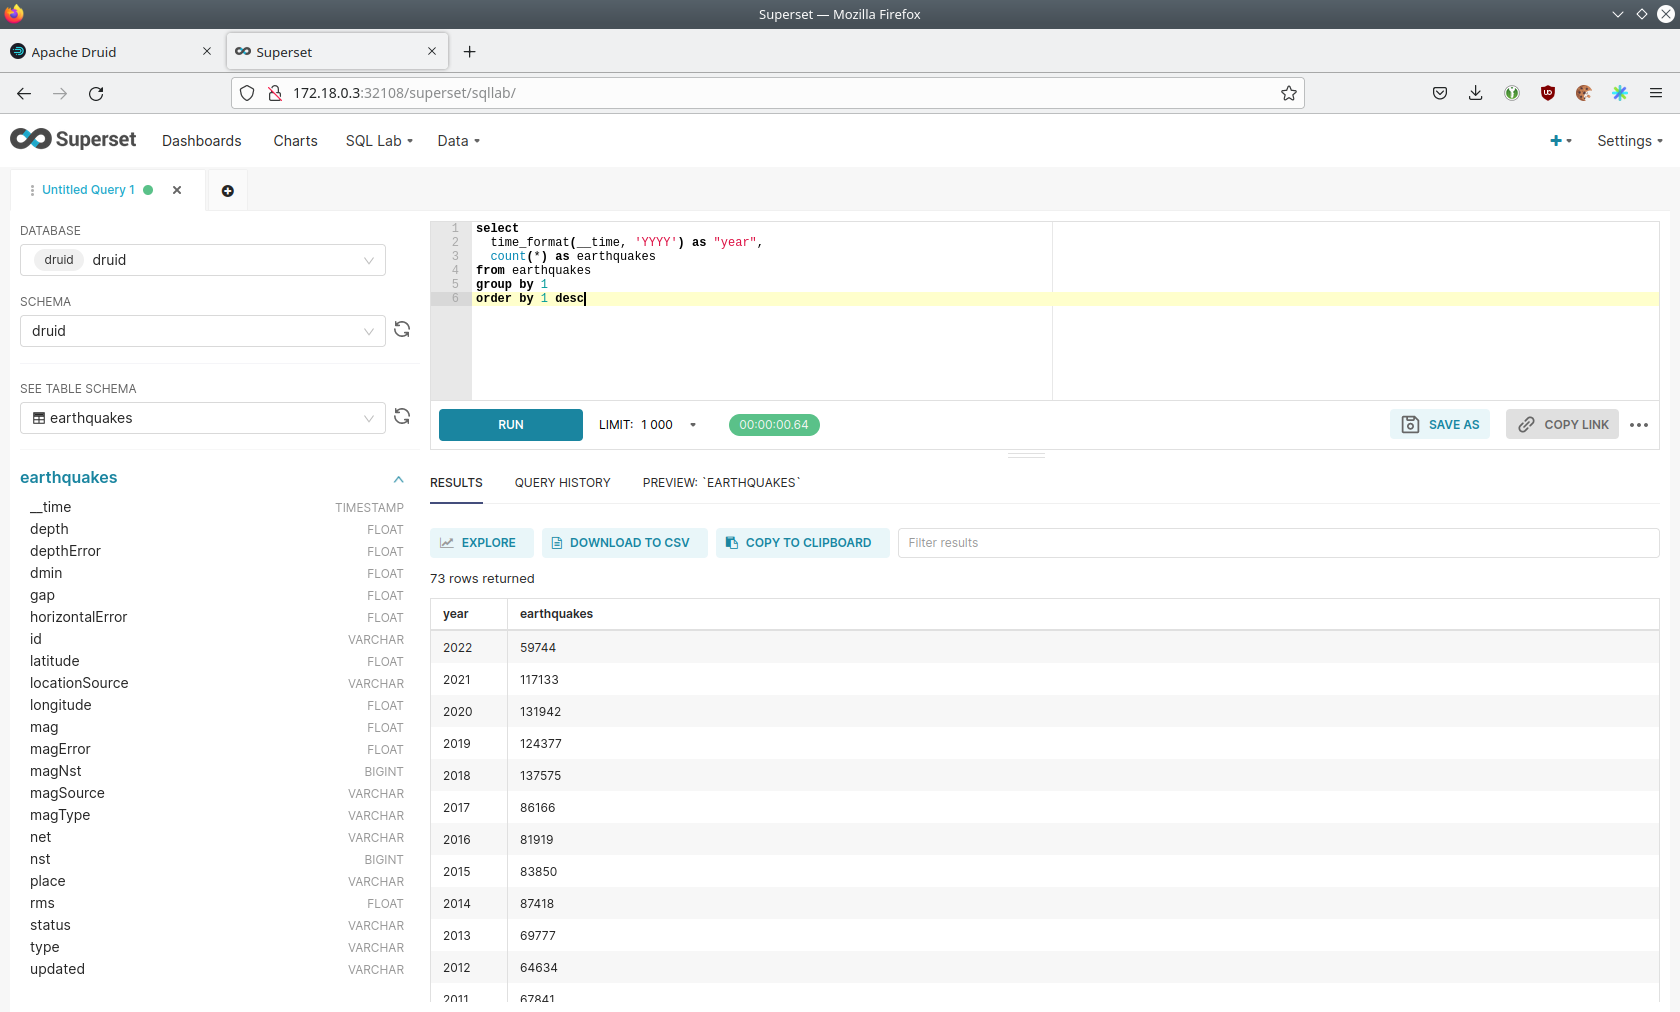 Superset — Mozilla Firefox
Apache Druid
Superset
172.18.0.3:32108/superset/sqllab/
Superset Dashboards Charts SQL Lab Data Settings
Untitled Query 1
DATABASE
druid druid
SCHEMA
druid
SEE TABLE SCHEMA
earthquakes
earthquakes
__time TIMESTAMP
depth FLOAT
depthError FLOAT
dmin FLOAT
gap FLOAT
horizontalError FLOAT
id VARCHAR
latitude FLOAT
locationSource VARCHAR
longitude FLOAT
mag FLOAT
magError FLOAT
magNst BIGINT
magSource VARCHAR
magType VARCHAR
net VARCHAR
nst BIGINT
place VARCHAR
rms FLOAT
status VARCHAR
type VARCHAR
updated VARCHAR
1 select
2 time_format(__time, 'YYYY') as "year",
3 count(*) as earthquakes
4 from earthquakes
5 group by 1
6 order by 1 desc
RUN LIMIT: 1 000 00:00:00.64 SAVE AS COPY LINK
RESULTS QUERY HISTORY PREVIEW: `EARTHQUAKES`
EXPLORE DOWNLOAD TO CSV COPY TO CLIPBOARD Filter results
73 rows returned
year earthquakes
2022 59744
2021 117133
2020 131942
2019 124377
2018 137575
2017 86166
2016 81919
2015 83850
2014 87418
2013 69777
2012 64634
2011 67841